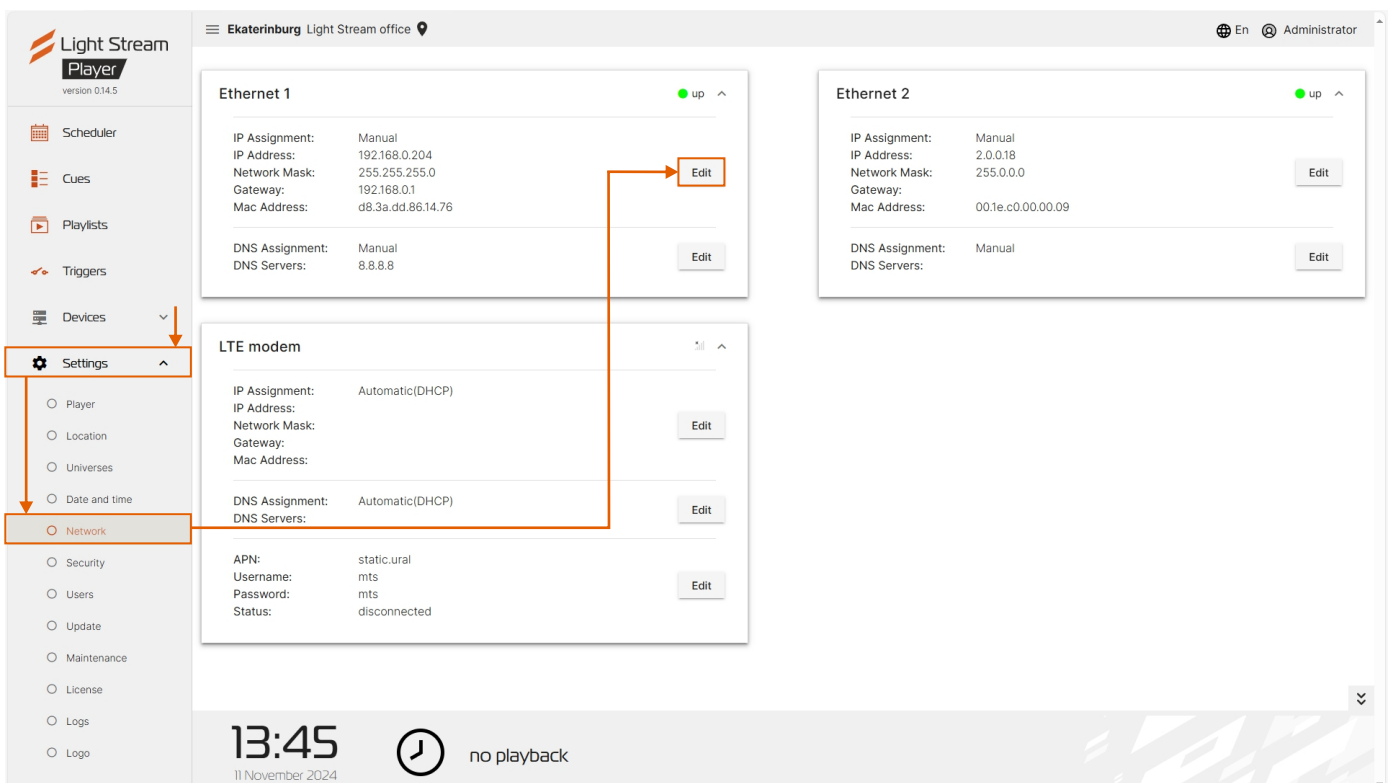 Light Stream
Player
version 0.14.5
Scheduler
Cues
Playlists
Triggers
Devices
Settings
Player
Location
Universes
Date and time
Network
Security
Users
Update
Maintenance
License
Logs
Logo
Ekaterinburg Light Stream office
En Administrator
Ethernet 1 up
IP Assignment: Manual
IP Address: 192.168.0.204
Network Mask: 255.255.255.0
Gateway: 192.168.0.1
Mac Address: d8.3a.dd.86.14.76
Edit
DNS Assignment: Manual
DNS Servers: 8.8.8.8
Edit
Ethernet 2 up
IP Assignment: Manual
IP Address: 2.0.0.18
Network Mask: 255.0.0.0
Gateway:
Mac Address: 00.1e.c0.00.00.09
Edit
DNS Assignment: Manual
DNS Servers:
Edit
LTE modem
IP Assignment: Automatic(DHCP)
IP Address:
Network Mask:
Gateway:
Mac Address:
Edit
DNS Assignment: Automatic(DHCP)
DNS Servers:
Edit
APN: static.ural
Username: mts
Password: mts
Status: disconnected
Edit
13:45
11 November 2024
no playback